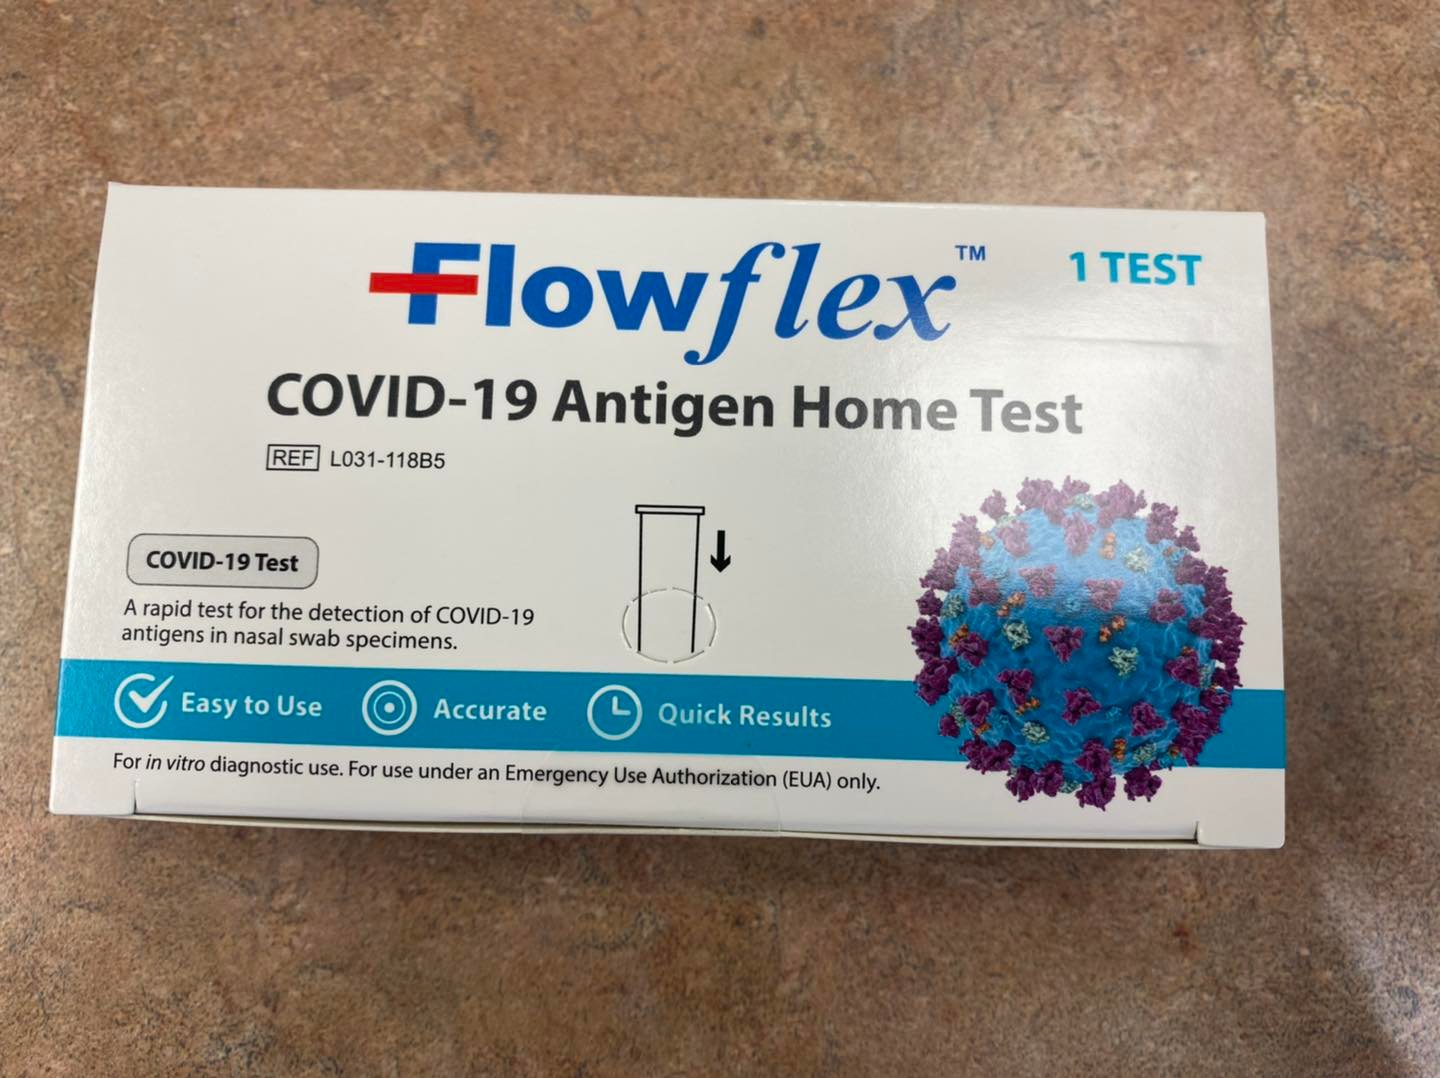 Flowflex™
1 TEST
COVID-19 Antigen Home Test
REF L031-118B5
COVID-19 Test
A rapid test for the detection of COVID-19
antigens in nasal swab specimens.
Easy to Use Accurate Quick Results
For in vitro diagnostic use. For use under an Emergency Use Authorization (EUA) only.